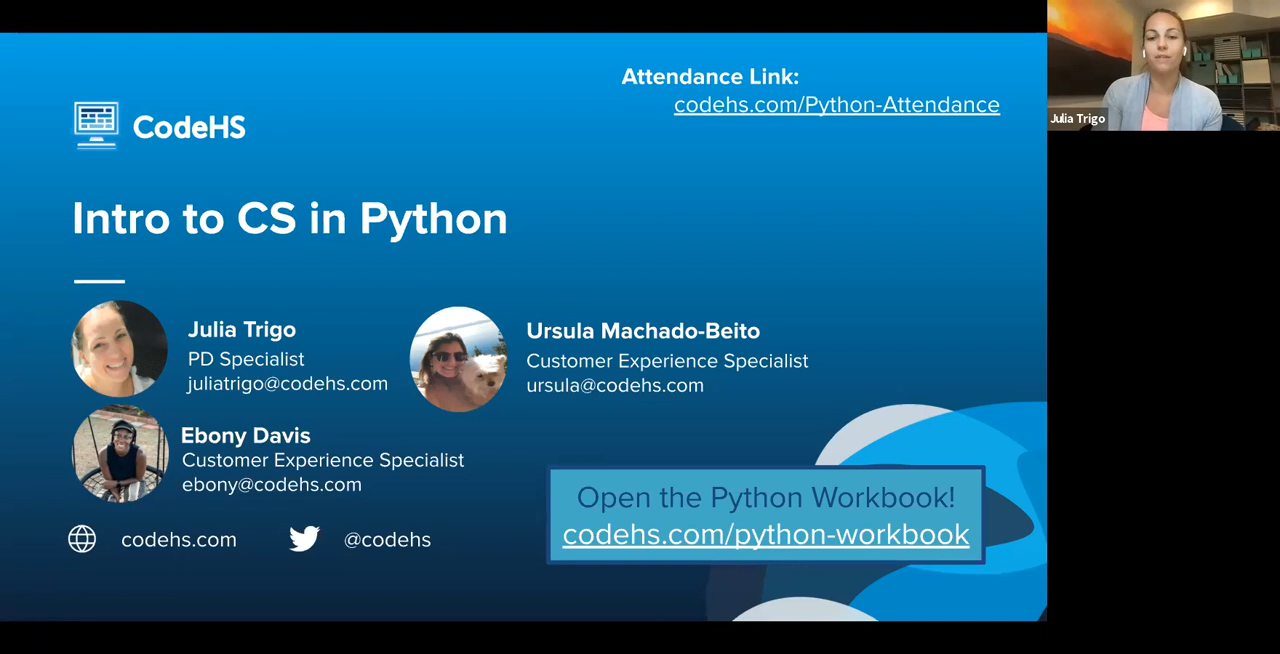 Attendance Link:
codehs.com/Python-Attendance
CodeHS
Intro to CS in Python
Julia Trigo
PD Specialist
juliatrigo@codehs.com
Ursula Machado-Beito
Customer Experience Specialist
ursula@codehs.com
Ebony Davis
Customer Experience Specialist
ebony@codehs.com
codehs.com
@codehs
Open the Python Workbook!
codehs.com/python-workbook
Julia Trigo